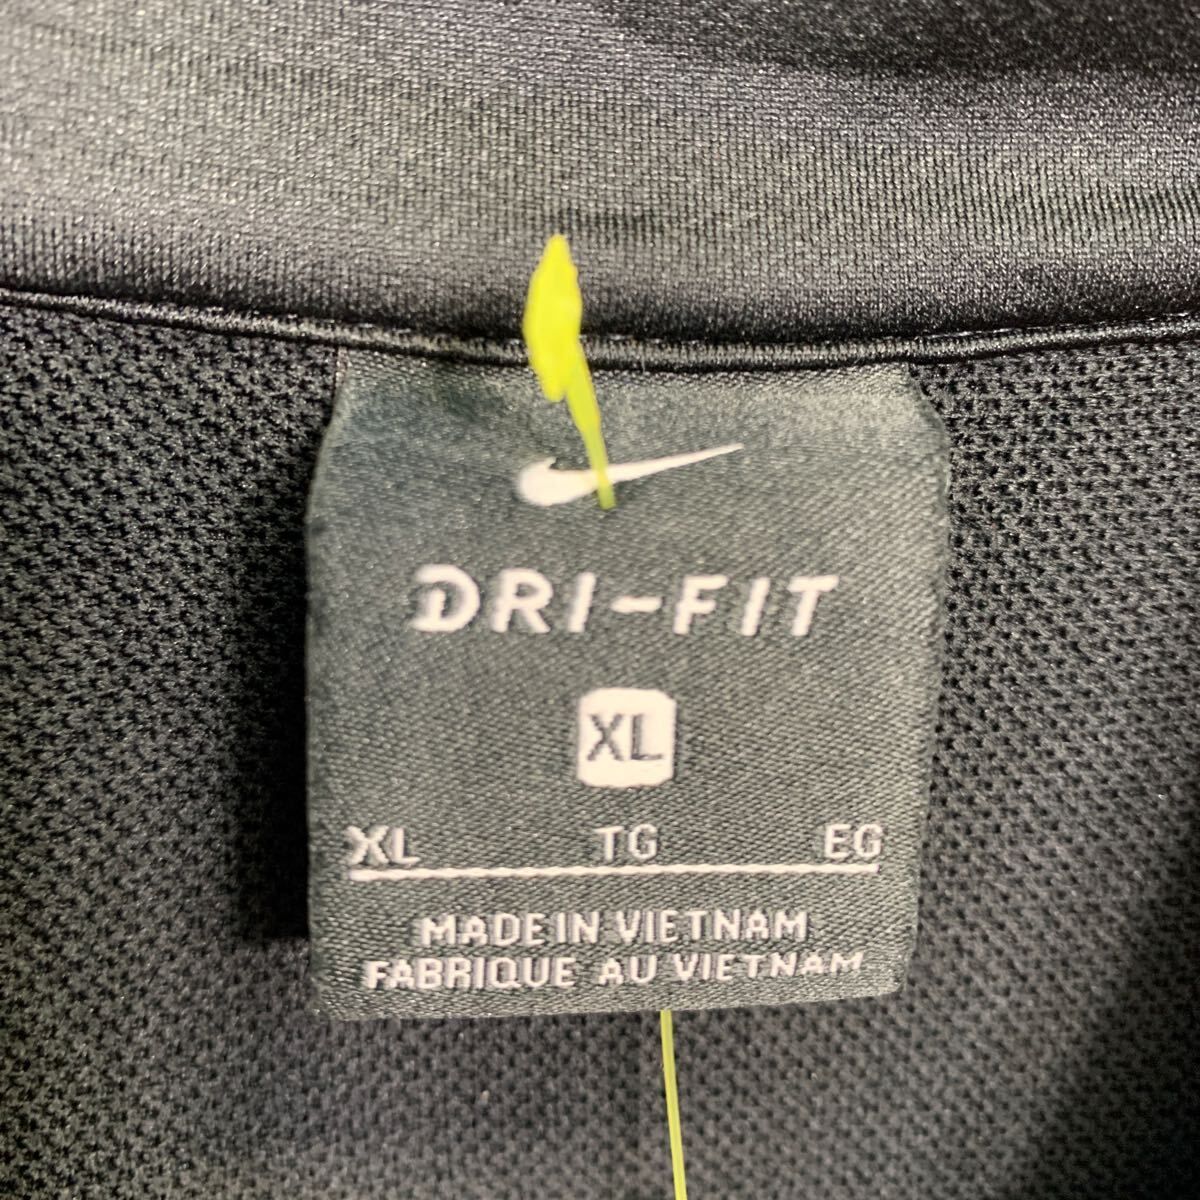 DRI-FIT
XL
XL TG EG
MADE IN VIETNAM
FABRIQUE AU VIETNAM